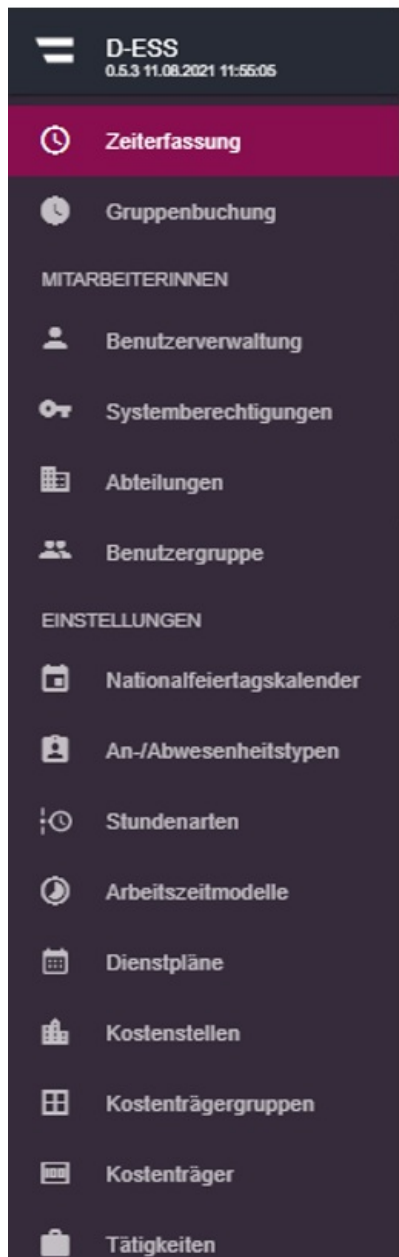 D-ESS
0.5.3 11.08.2021 11:55:05
Zeiterfassung
Gruppenbuchung
MITARBEITERINNEN
Benutzerverwaltung
Systemberechtigungen
Abteilungen
Benutzergruppe
EINSTELLUNGEN
Nationalfeiertagskalender
An-/Abwesenheitstypen
Stundenarten
Arbeitszeitmodelle
Dienstpläne
Kostenstellen
Kostenträgergruppen
Kostenträger
Tätigkeiten